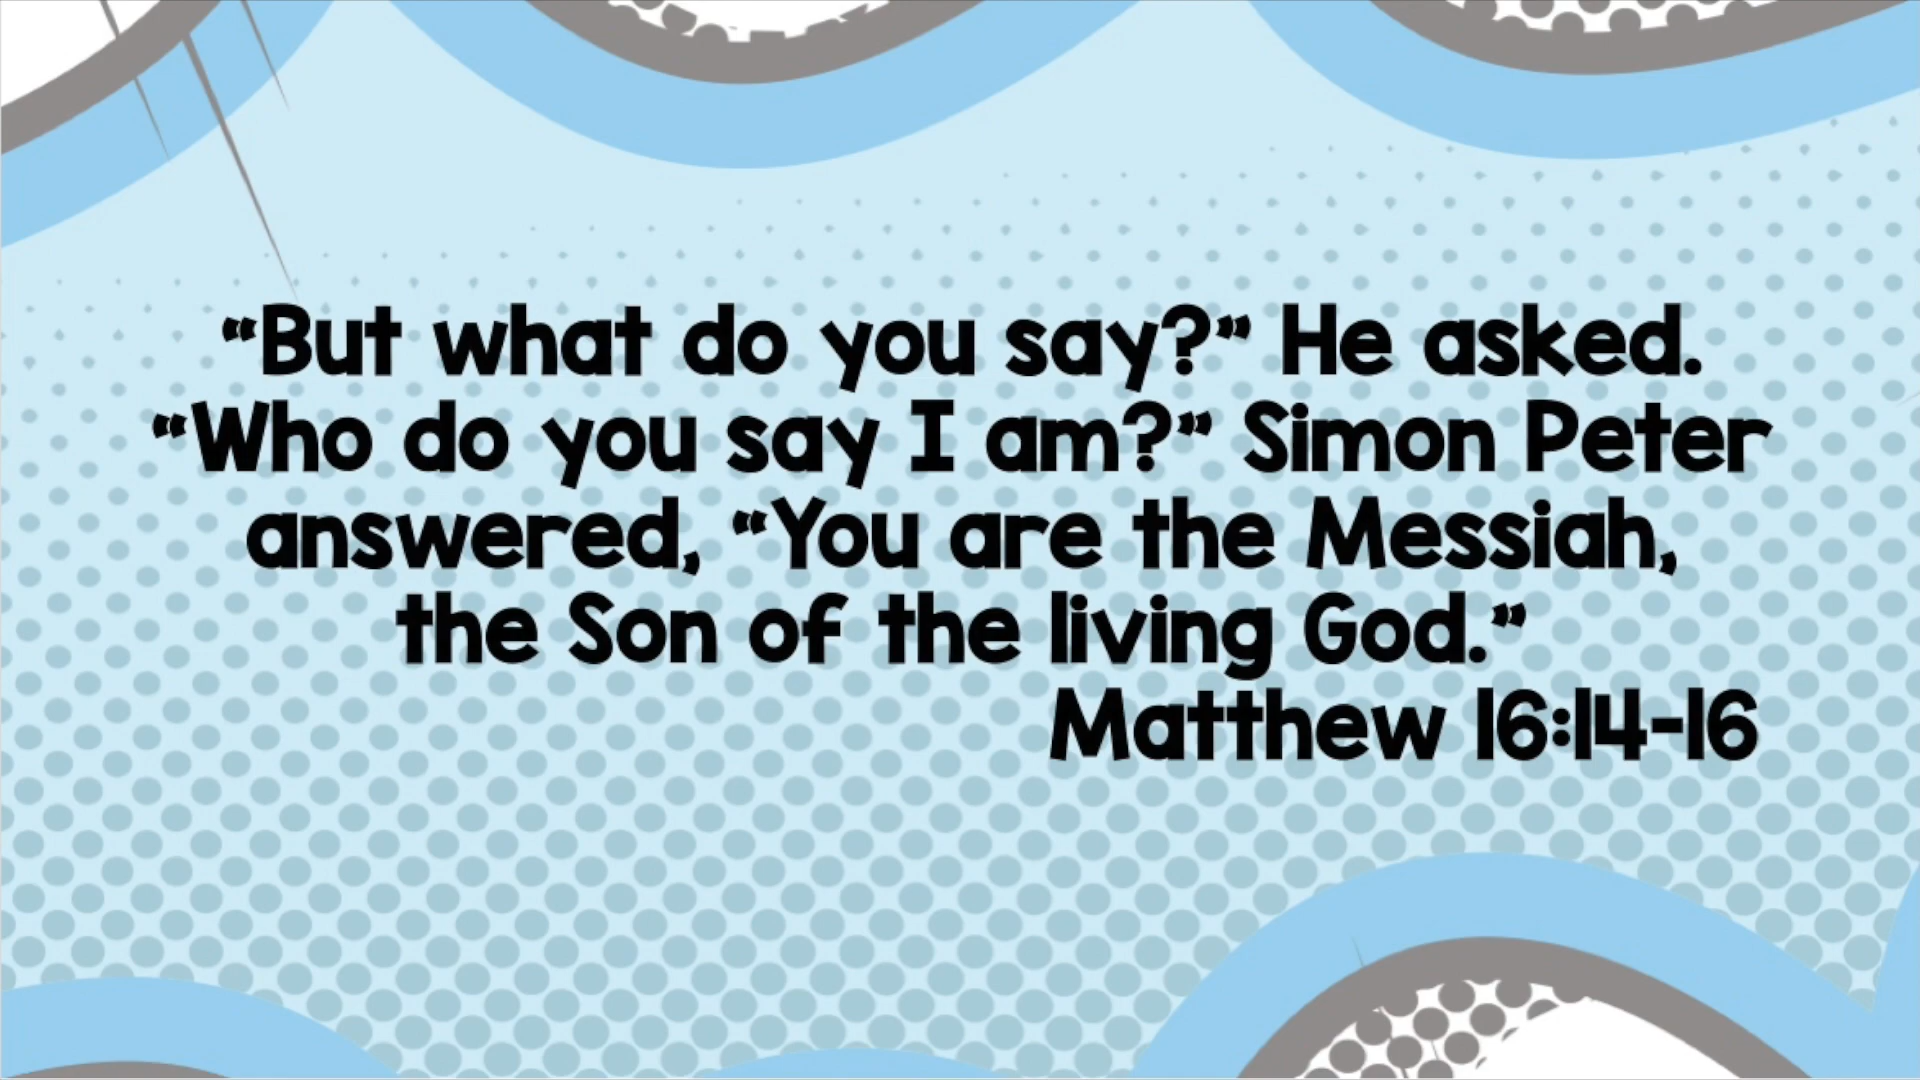 “But what do you say?” He asked.
“Who do you say I am?” Simon Peter
answered, “You are the Messiah,
the Son of the living God.”
Matthew 16:14-16